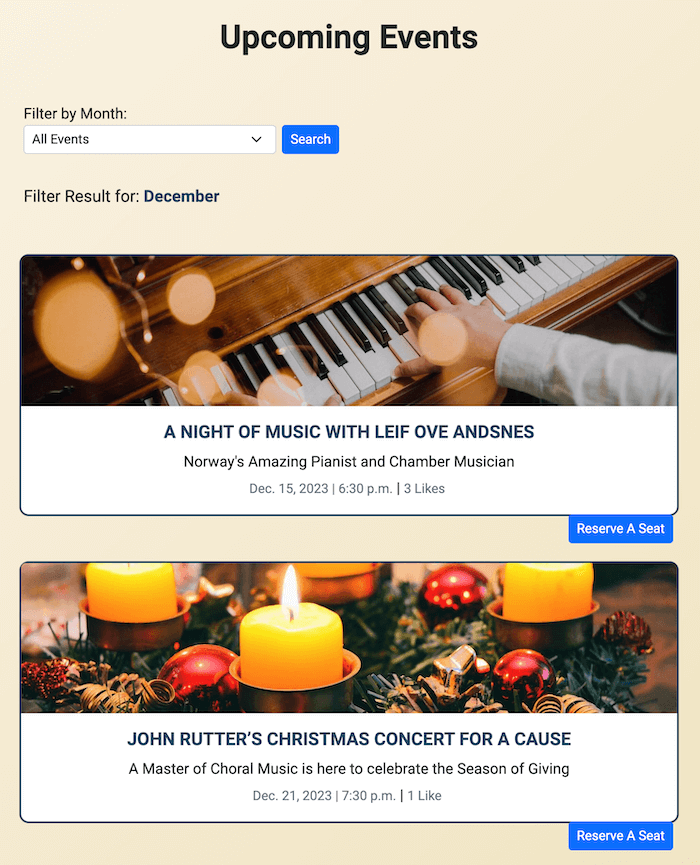 Upcoming Events
Filter by Month:
All Events
Search
Filter Result for: December
A NIGHT OF MUSIC WITH LEIF OVE ANDSNES
Norway's Amazing Pianist and Chamber Musician
Dec. 15, 2023 | 6:30 p.m. | 3 Likes
Reserve A Seat
JOHN RUTTER’S CHRISTMAS CONCERT FOR A CAUSE
A Master of Choral Music is here to celebrate the Season of Giving
Dec. 21, 2023 | 7:30 p.m. | 1 Like
Reserve A Seat